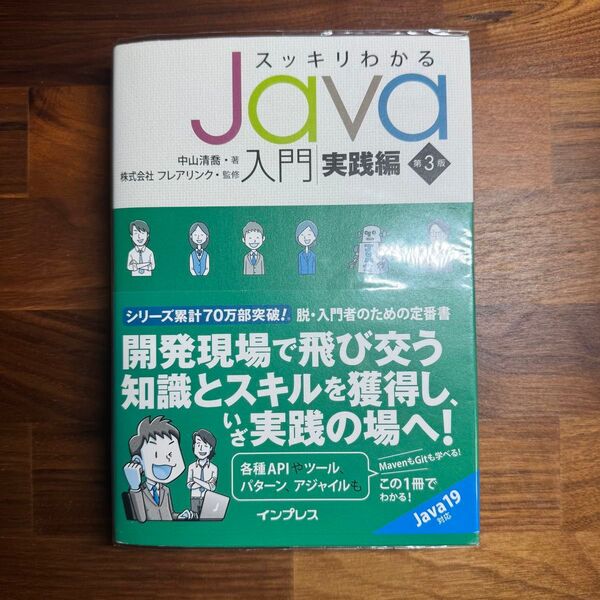 スッキリわかる
Java
中山清喬・著
株式会社 フレアリンク・監修
入門 実践編 第3版
シリーズ累計70万部突破! 脱・入門者のための定番書
開発現場で飛び交う
知識とスキルを獲得し、
いざ実践の場へ!
各種APIやツール、
パターン、アジャイルも
MavenもGitも学べる!
この1冊で
わかる!
Java19
対応
インプレス